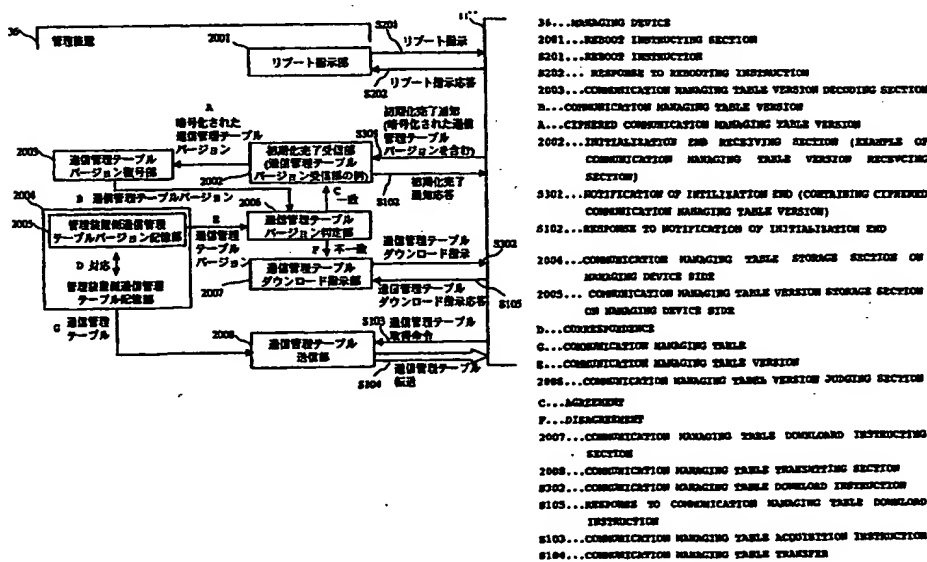 36
管理装置
2001
リブート指示部
S201
リブート指示
リブート指示応答
S202
A
暗号化された
通信管理テーブル
バージョン
2003
通信管理テーブル
バージョン復号部
S301
初期化完了通知
(暗号化された通信
管理テーブル
バージョンを含む)
初期化完了受信部
(通信管理テーブル
バージョン受信部の例)
2002
C
一致
S102
初期化完了
通知応答
B 通信管理テーブルバージョン
2006
2004
2005
管理装置側通信管理
テーブルバージョン記憶部
D 対応
管理装置側通信管理
テーブル記憶部
E
通信管理
テーブル
バージョン
通信管理テーブル
バージョン判定部
F 不一致
通信管理テーブル
ダウンロード指示
S302
通信管理テーブル
ダウンロード指示部
2007
通信管理テーブル
ダウンロード指示応答
S105
G 通信管理
テーブル
2008
通信管理テーブル
送信部
S103
通信管理テーブル
取得命令
S104
通信管理テーブル
転送
36...MANAGING DEVICE
2001...REBOOT INSTRUCTING SECTION
S201...REBOOT INSTRUCTION
S202... RESPONSE TO REBOOTING INSTRUCTION
2003...COMMUNICATION MANAGING TABLE VERSION DECODING SECTION
B...COMMUNICATION MANAGING TABLE VERSION
A...CIPHERED COMMUNICATION MANAGING TABLE VERSION
2002...INITIALIZATION END RECEIVING SECTION (EXAMPLE OF
COMMUNICATION MANAGING TABLE VERSION RECEIVING
SECTION)
S302...NOTIFICATION OF INTILIZATION END (CONTAINING CIPHERED
COMMUNICATION MANAGING TABLE VERSION)
S102...RESPONSE TO NOTIFICATION OF INITIALISATION END
2004...COMMUNICATION MANAGING TABLE STORAGE SECTION ON
MANAGING DEVICE SIDE
2005... COMMUNICATION MANAGING TABLE VERSION STORAGE SECTION
ON MANAGING DEVICE SIDE
D...CORRESPONDENCE
G...COMMUNICATION MANAGING TABLE
E...COMMUNICATION MANAGING TABLE VERSION
2006...COMMUNICATION MANAGING TABEL VERSION JUDGING SECTION
C...AGREEMENT
F...DISAGREEMENT
2007...COMMUNICATION MANAGING TABLE DOWNLOARD INSTRUCTING
SECTION
2008...COMMUNICATION MANAGING TABLE TRANSMITTING SECTION
S302...COMMUNICATION MANAGING TABLE DOWNLOAD INSTRUCTION
S105...RESPONSE TO COMMUNICATION MANAGING TABLE DOWNLOAD
INSTRUCTION
S103...COMMUNICATION MANAGING TABLE ACQUISITION INSTRUCTION
S104...COMMUNICATION MANAGING TABLE TRANSFER